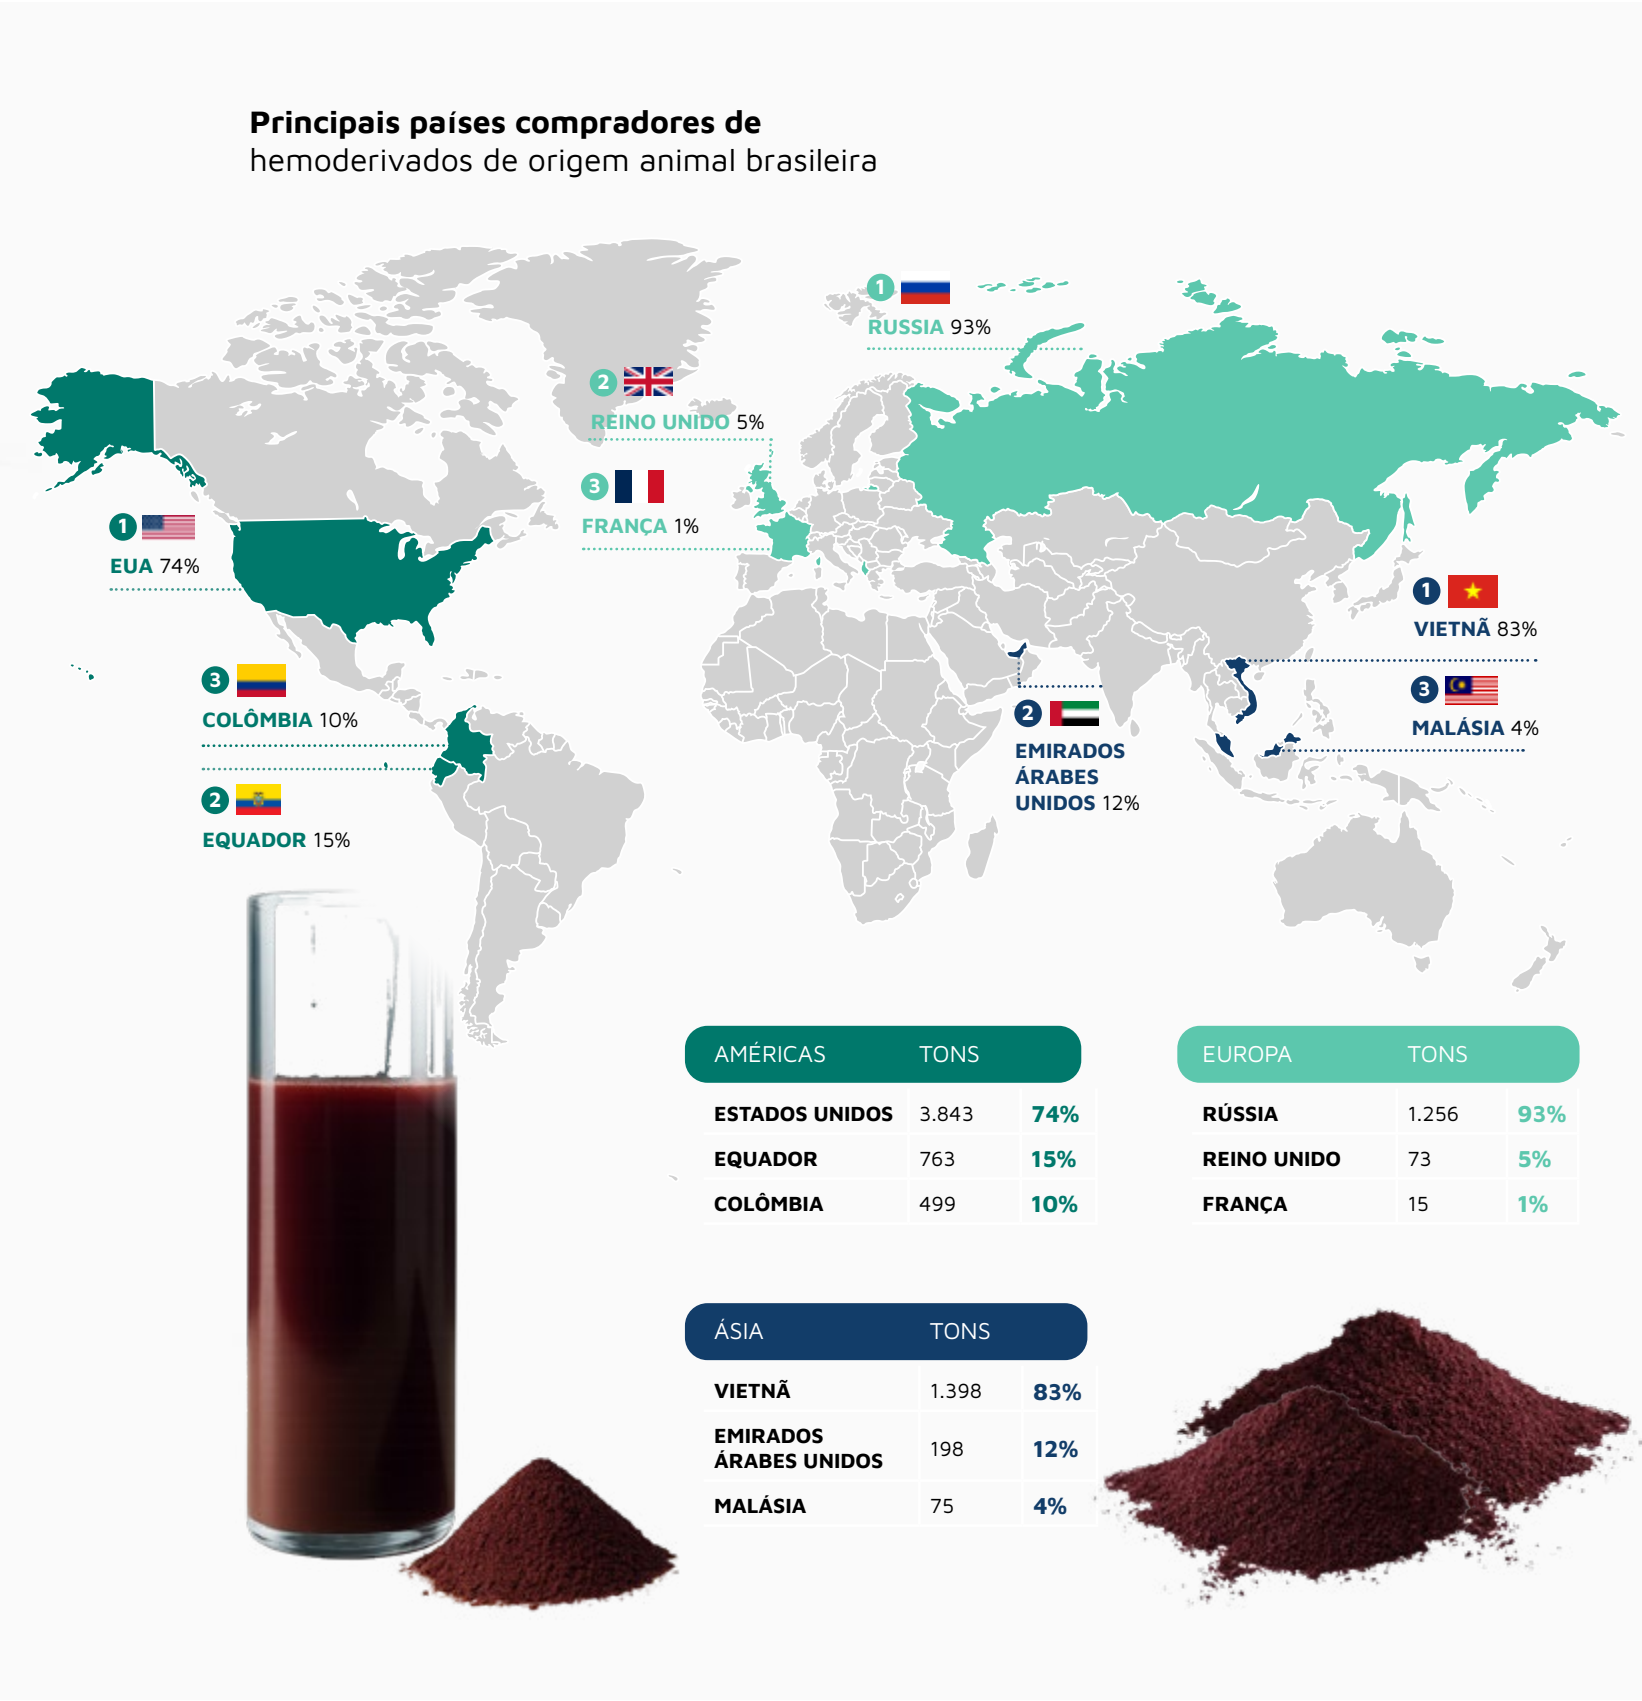 Principais países compradores de
hemoderivados de origem animal brasileira
1
RUSSIA 93%
2
REINO UNIDO 5%
3
FRANÇA 1%
1
EUA 74%
3
COLÔMBIA 10%
2
EQUADOR 15%
1
VIETNÃ 83%
3
MALÁSIA 4%
2
EMIRADOS
ÁRABES
UNIDOS 12%
AMÉRICAS TONS
ESTADOS UNIDOS 3.843 74%
EQUADOR 763 15%
COLÔMBIA 499 10%
EUROPA TONS
RÚSSIA 1.256 93%
REINO UNIDO 73 5%
FRANÇA 15 1%
ÁSIA TONS
VIETNÃ 1.398 83%
EMIRADOS
ÁRABES UNIDOS 198 12%
MALÁSIA 75 4%